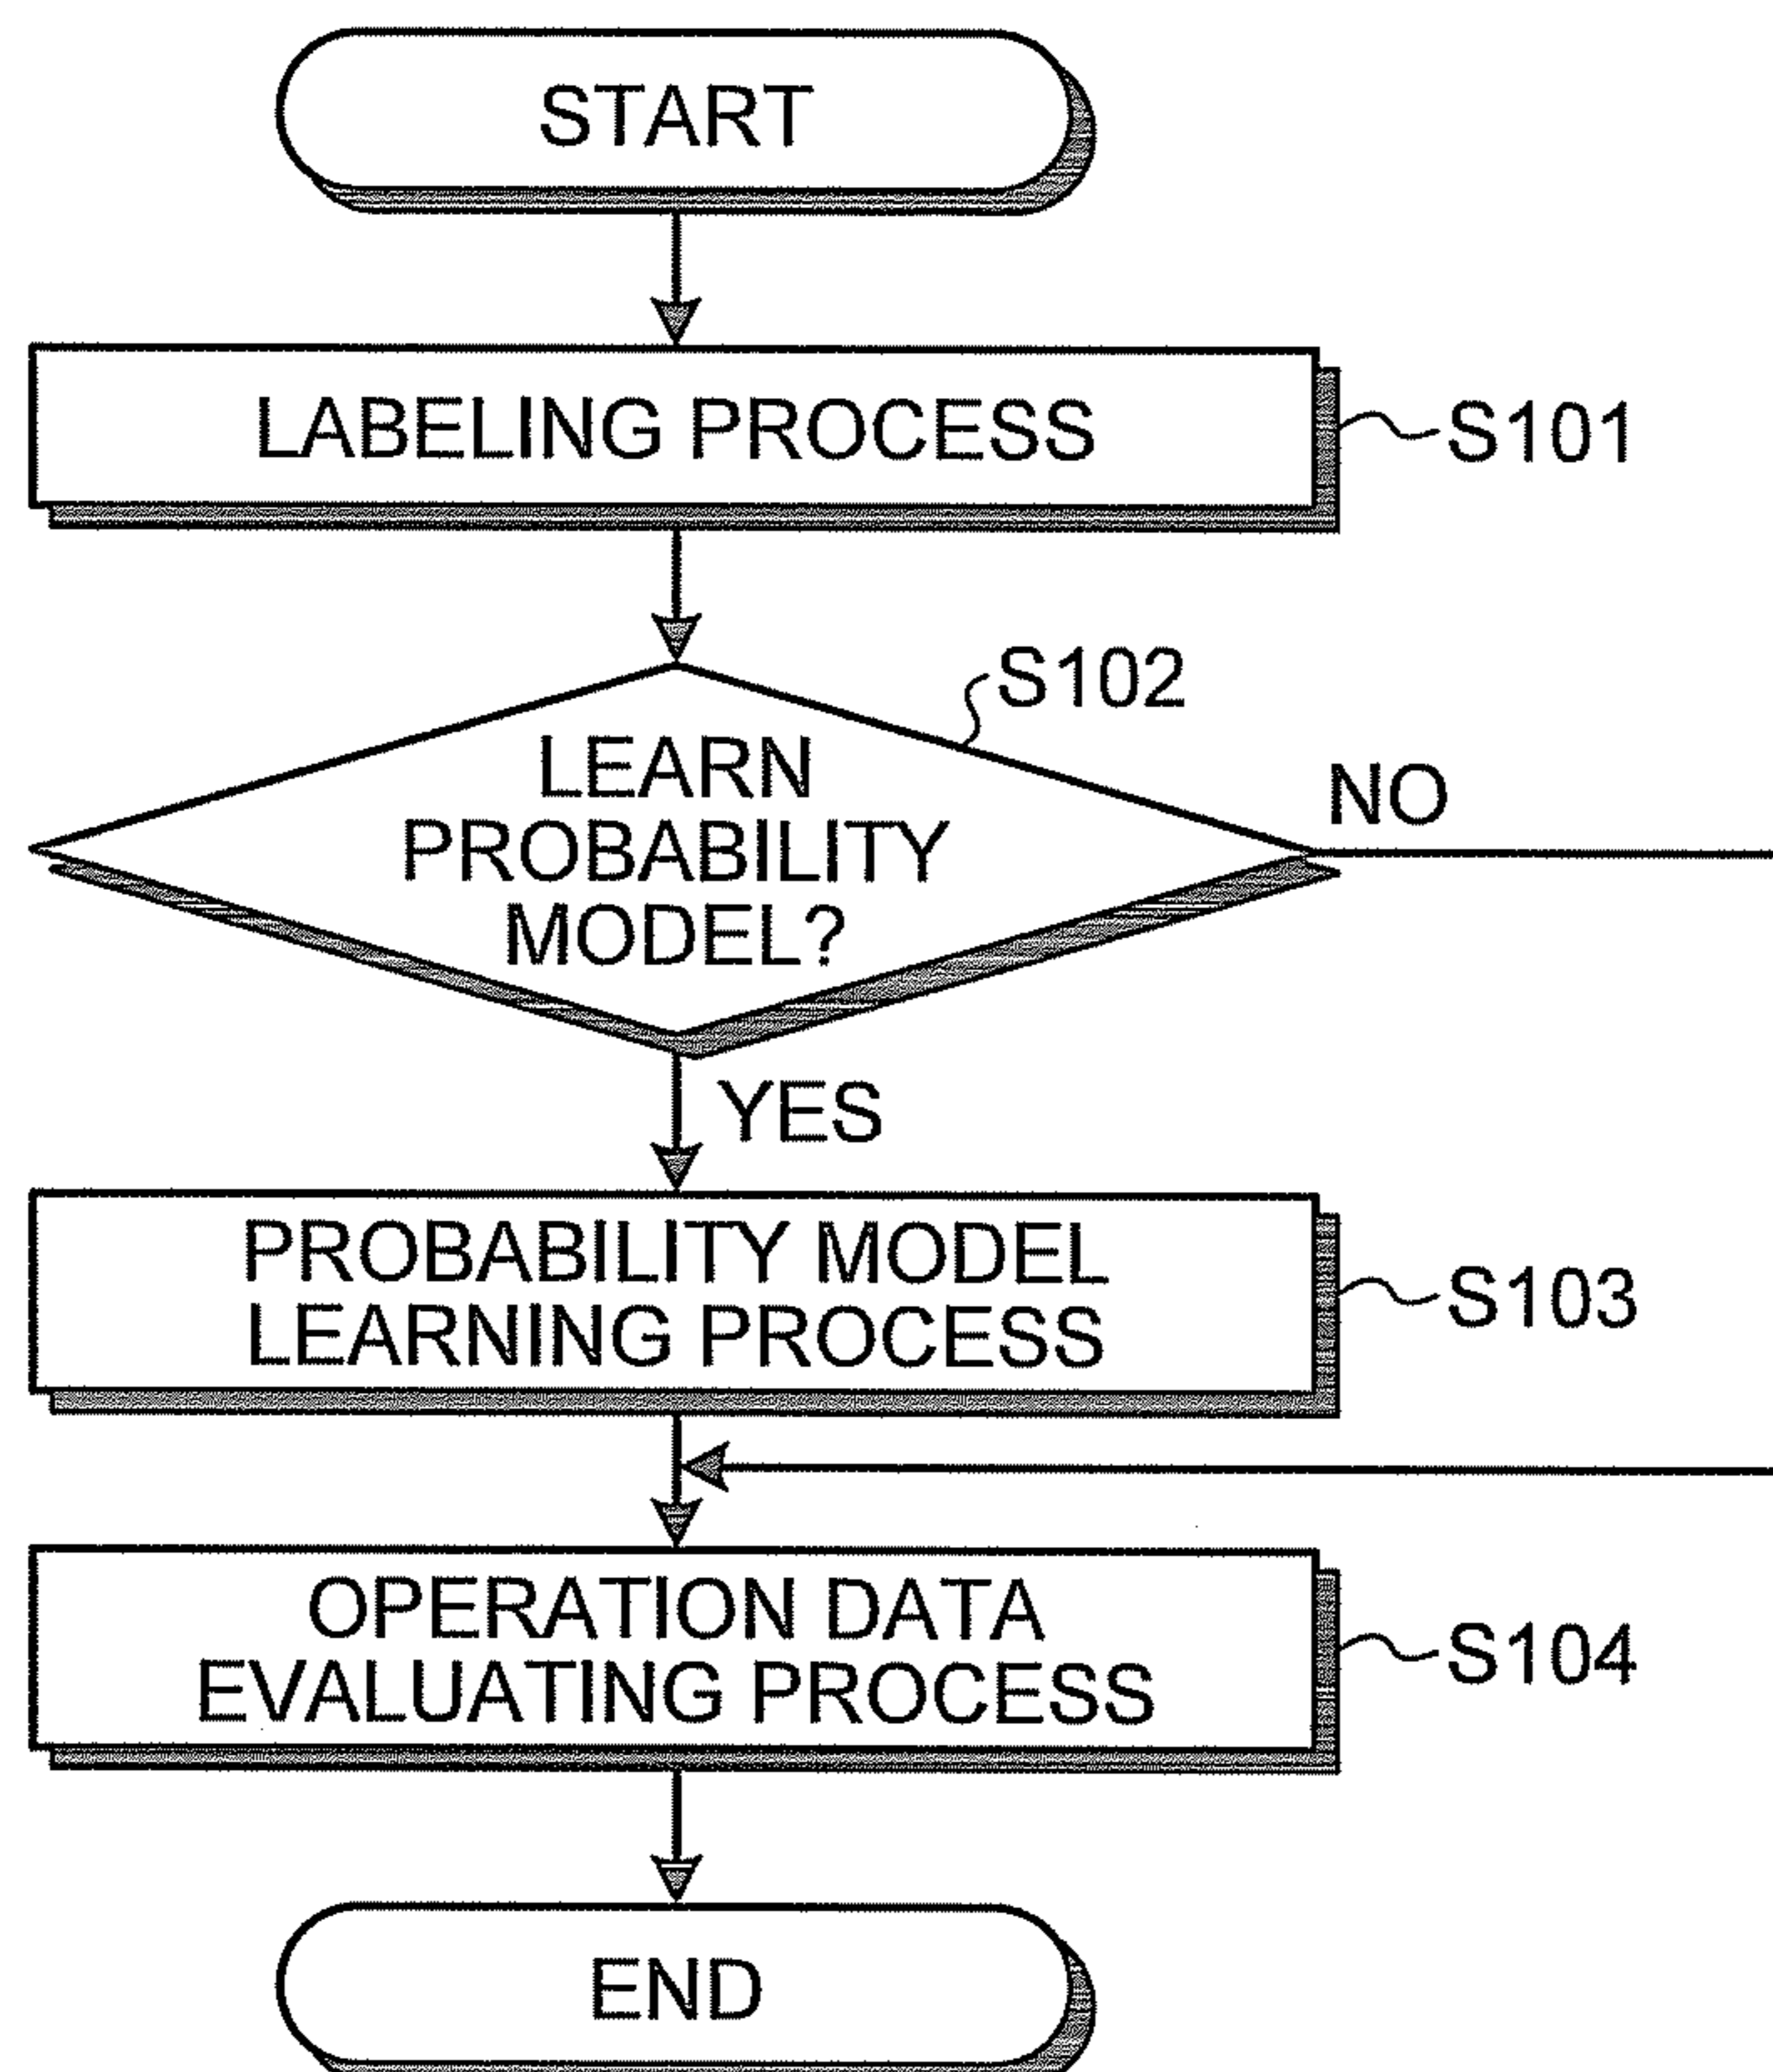 START
LABELING PROCESS
S101
S102
LEARN
PROBABILITY
MODEL?
NO
YES
PROBABILITY MODEL
LEARNING PROCESS
S103
OPERATION DATA
EVALUATING PROCESS
S104
END